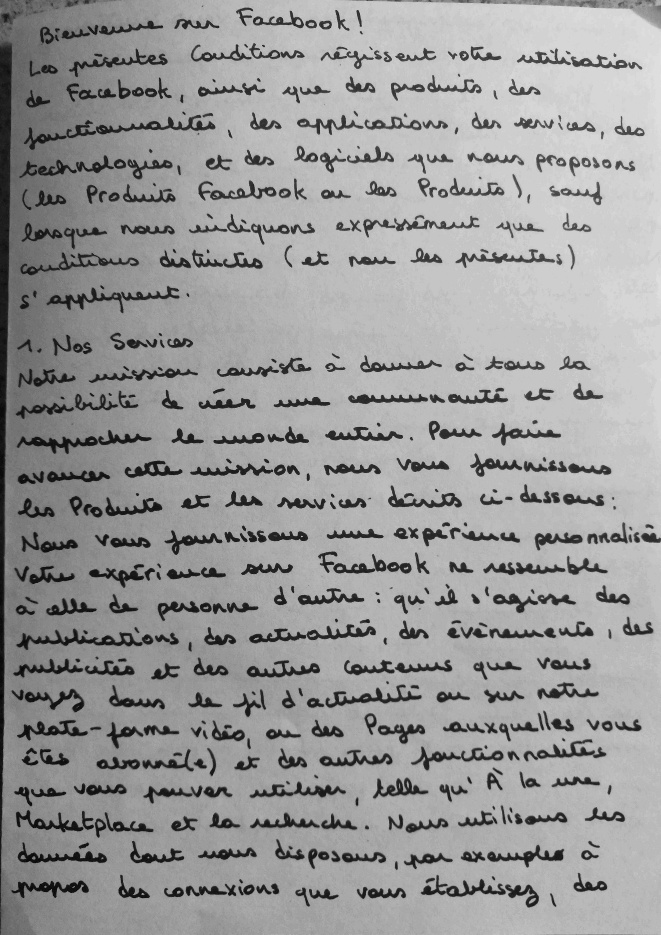 Bienvenue sur Facebook!
Les présentes Conditions régissent votre utilisation
de Facebook, ainsi que des produits, des
fonctionnalités, des applications, des services, des
technologies, et des logiciels que nous proposons
(les Produits Facebook ou les Produits), sauf
lorsque nous indiquons expressément que des
conditions distinctes (et non les présentes)
s'appliquent.
1. Nos Services
Notre mission consiste à donner à tous la
possibilité de créer une communauté et de
rapprocher le monde entier. Pour faire
avancer cette mission, nous vous fournissons
les Produits et les services décrits ci-dessous:
Nous vous fournissons une expérience personnalisée
Votre expérience sur Facebook ne ressemble
à celle de personne d'autre: qu'il s'agisse des
publications, des actualités, des évènements, des
publicités et des autres contenus que vous
voyez dans le fil d'actualité ou sur notre
plate-forme vidéo, ou des Pages auxquelles vous
êtes abonné(e) et des autres fonctionnalités
que vous pouvez utiliser, telle qu'À la une,
Marketplace et la recherche. Nous utilisons les
données dont nous disposons, par exemple à
propos des connexions que vous établissez, des